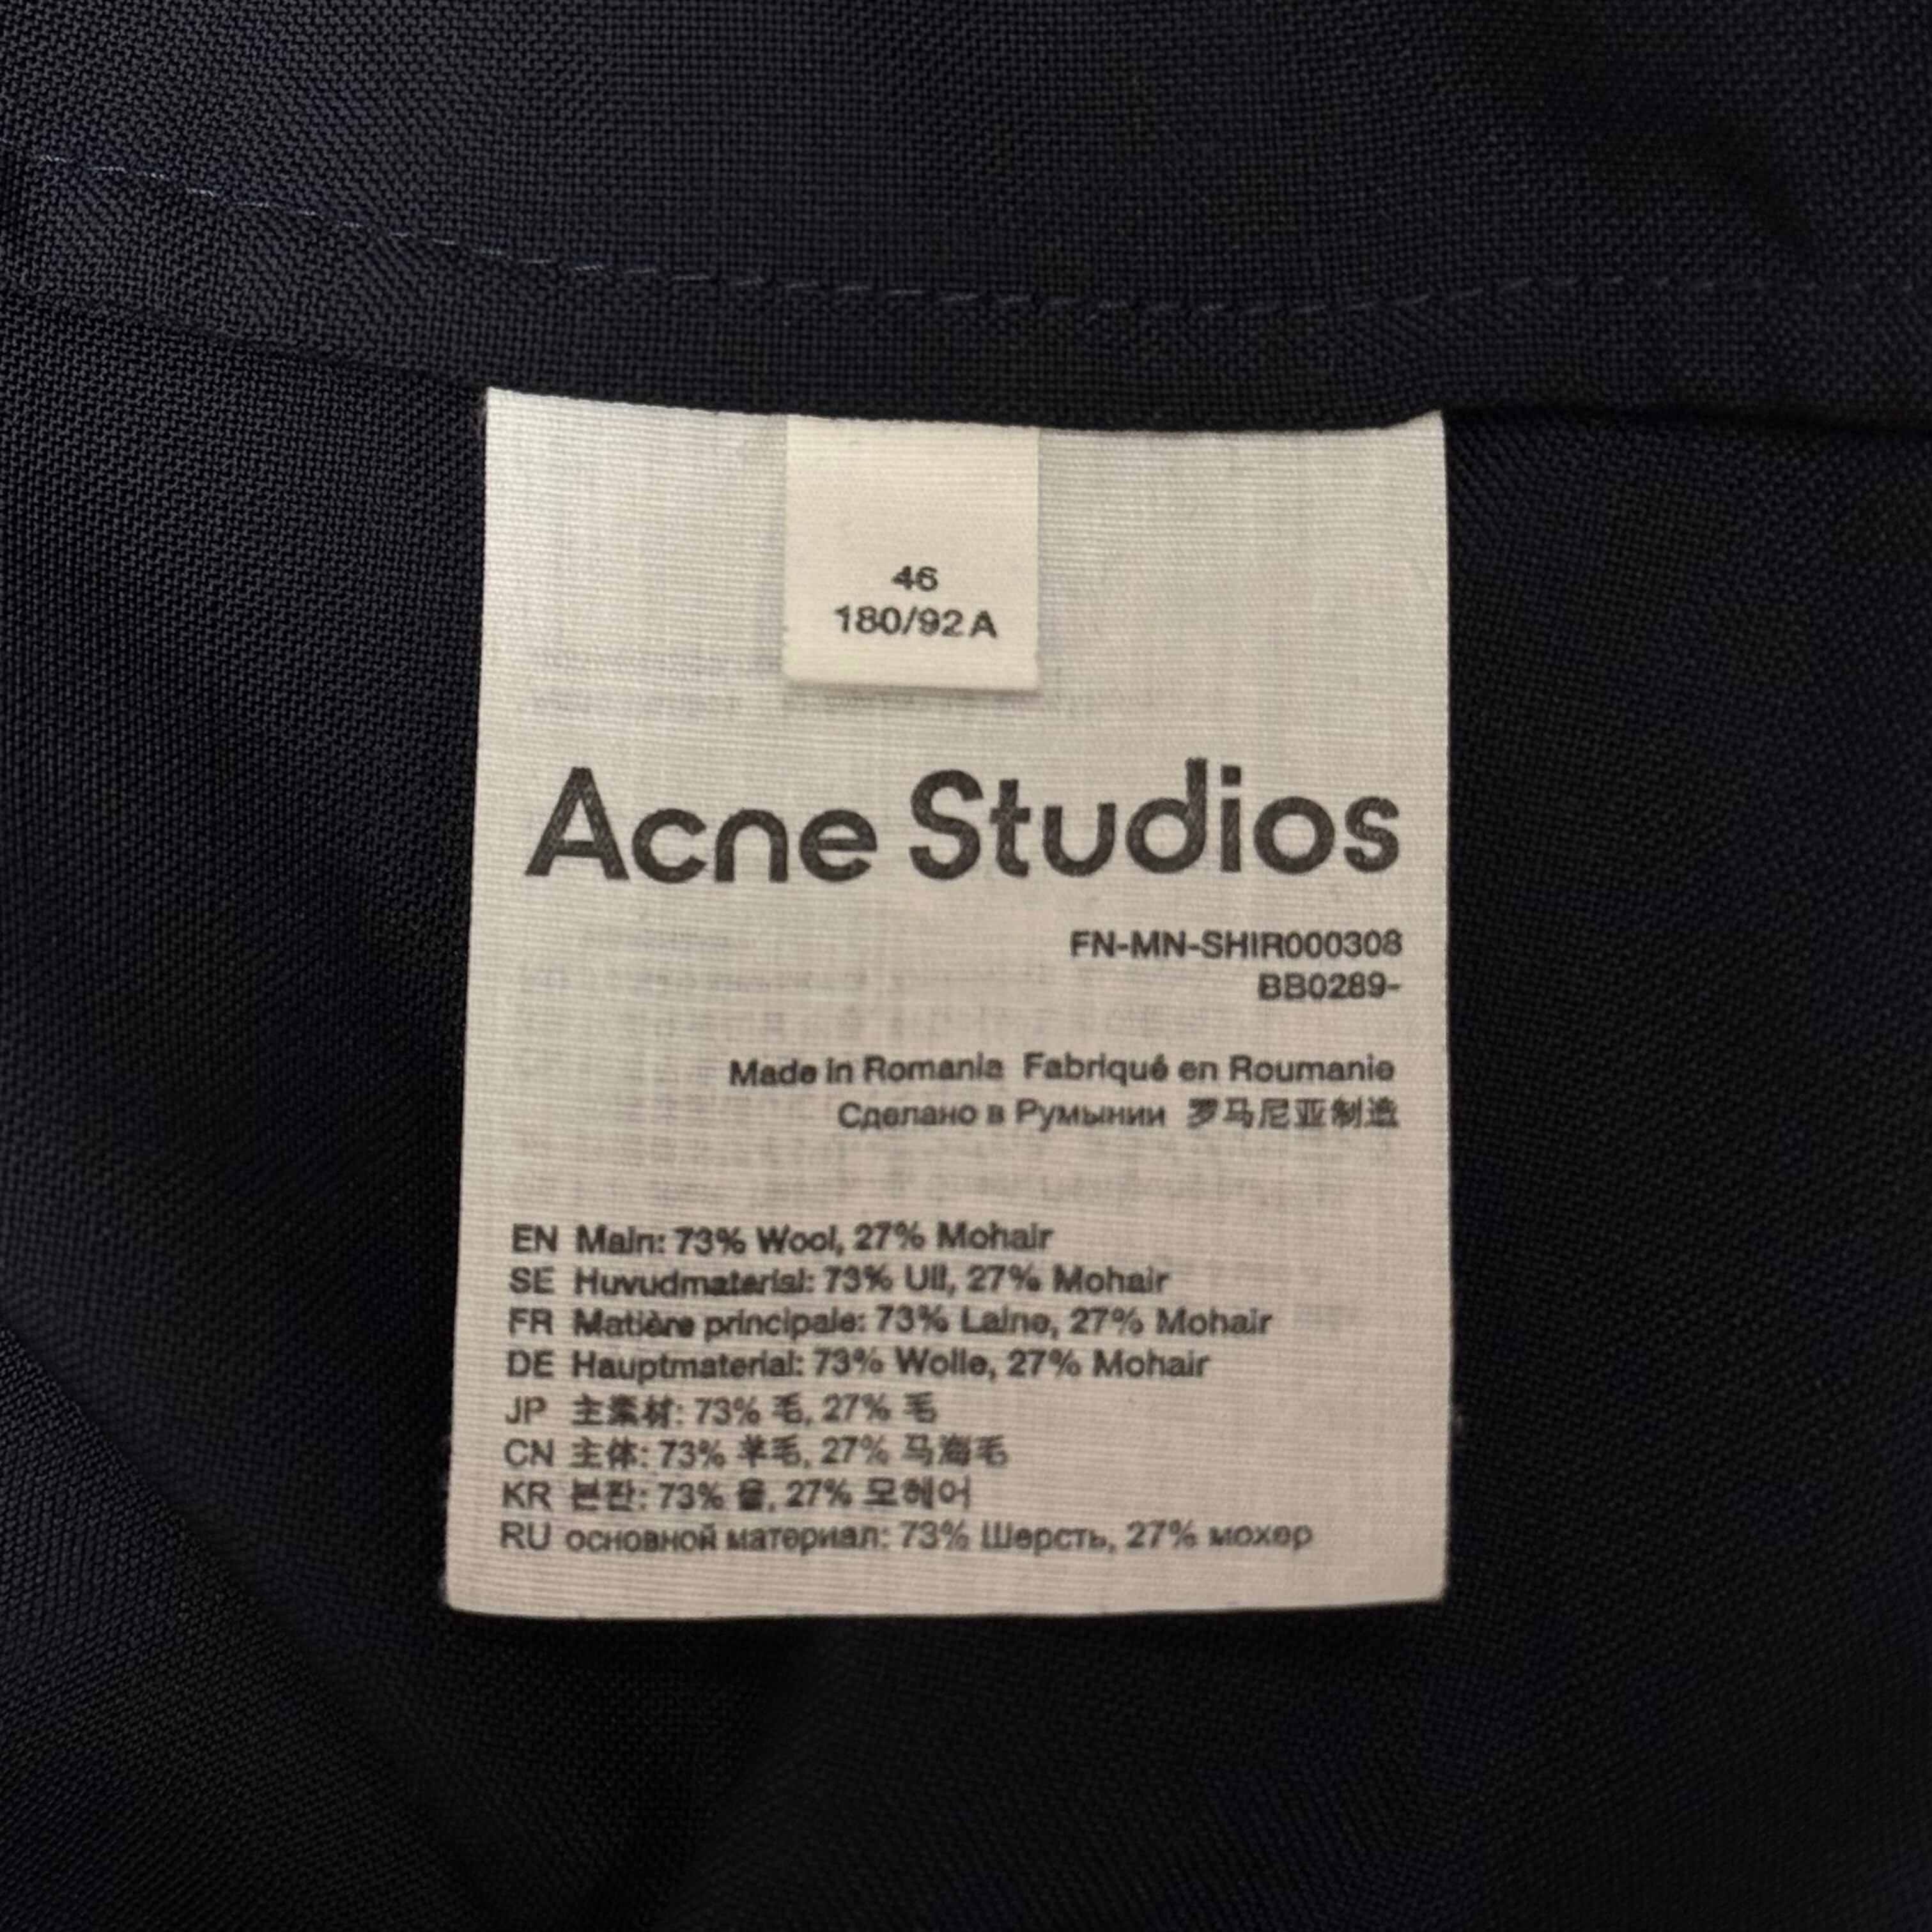 46
180/92A
Acne Studios
FN-MN-SHIR000308
BB0289-
Made in Romania Fabriqué en Roumanie
Сделано в Румынии 罗马尼亚制造
EN Main: 73% Wool, 27% Mohair
SE Huvudmaterial: 73% Ull, 27% Mohair
FR Matière principale: 73% Laine, 27% Mohair
DE Hauptmaterial: 73% Wolle, 27% Mohair
JP 主素材: 73% 毛, 27% 毛
CN 主体: 73% 羊毛, 27% 马海毛
KR 본판: 73% 울, 27% 모헤어
RU основной материал: 73% Шерсть, 27% мохер